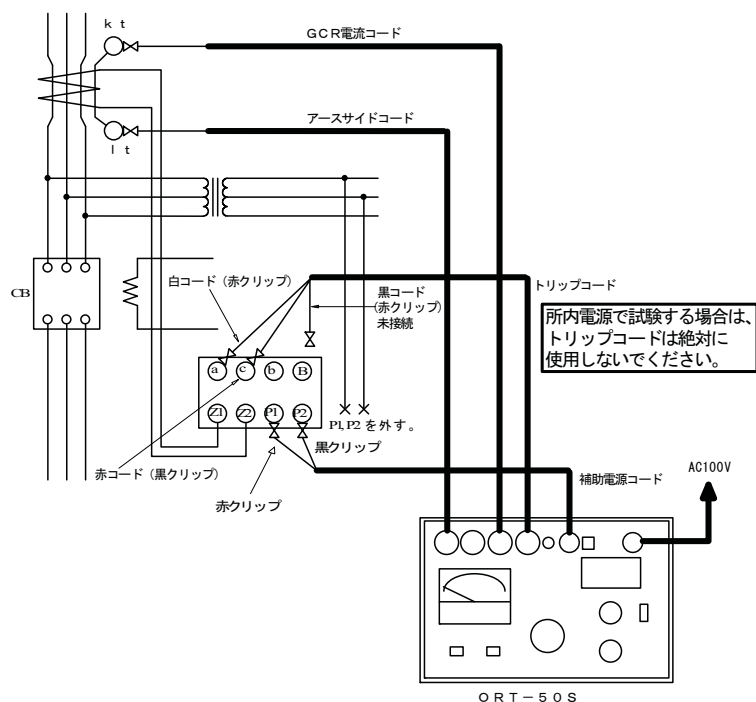 k t
GCR電流コード
アースサイドコード
l t
CB
白コード（赤クリップ）
黒コード
（赤クリップ）
未接続
トリップコード
所内電源で試験する場合は、
トリップコードは絶対に
使用しないでください。
a c b B
Z1 Z2 P1 P2
P1,P2 を外す。
黒クリップ
赤コード（黒クリップ）
赤クリップ
補助電源コード
AC100V
ORT－50S